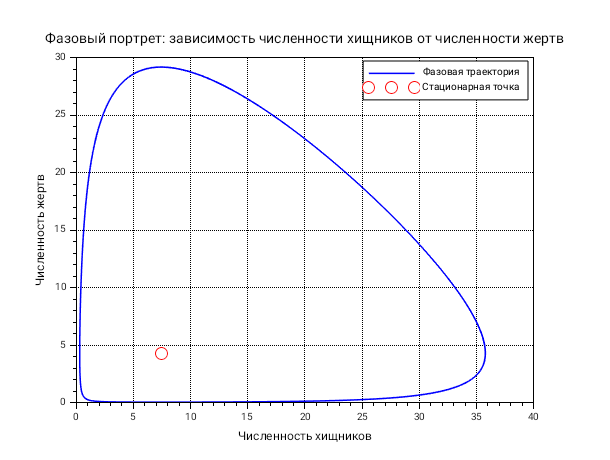 Фазовый портрет: зависимость численности хищников от численности жертв
Фазовая траектория
Стационарная точка
30
25
20
15
10
5
0
Численность жертв
0 5 10 15 20 25 30 35 40
Численность хищников